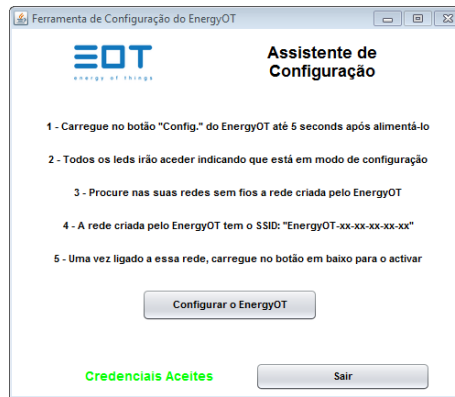 Ferramenta de Configuração do EnergyOT
EOT
energy of things
Assistente de
Configuração
1 - Carregue no botão "Config." do EnergyOT até 5 seconds após alimentá-lo
2 - Todos os leds irão aceder indicando que está em modo de configuração
3 - Procure nas suas redes sem fios a rede criada pelo EnergyOT
4 - A rede criada pelo EnergyOT tem o SSID: "EnergyOT-xx-xx-xx-xx-xx"
5 - Uma vez ligado a essa rede, carregue no botão em baixo para o activar
Configurar o EnergyOT
Credenciais Aceites
Sair